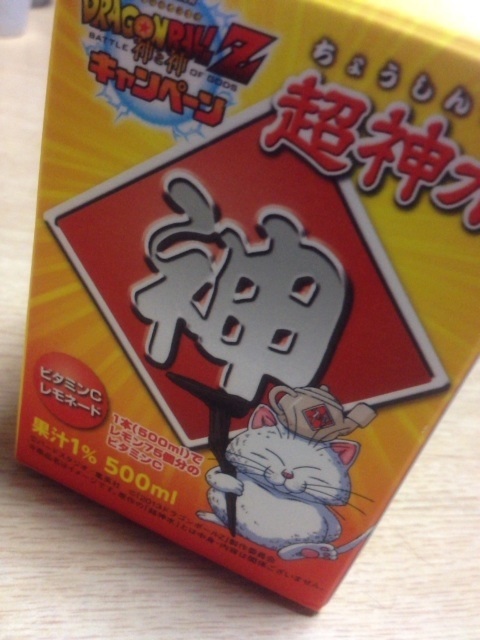 DRAGONBALL Z
BATTLE 神と神 OF GODS
キャンペーン
ちょうしん
超神水
神
ビタミンC
レモネード
1本(500ml)で
レモン75個分の
ビタミンC
果汁1% 500ml